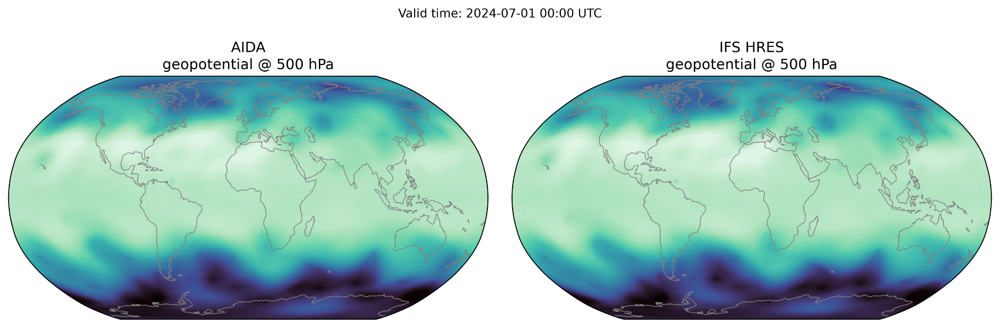 Valid time: 2024-07-01 00:00 UTC
AIDA
geopotential @ 500 hPa
IFS HRES
geopotential @ 500 hPa